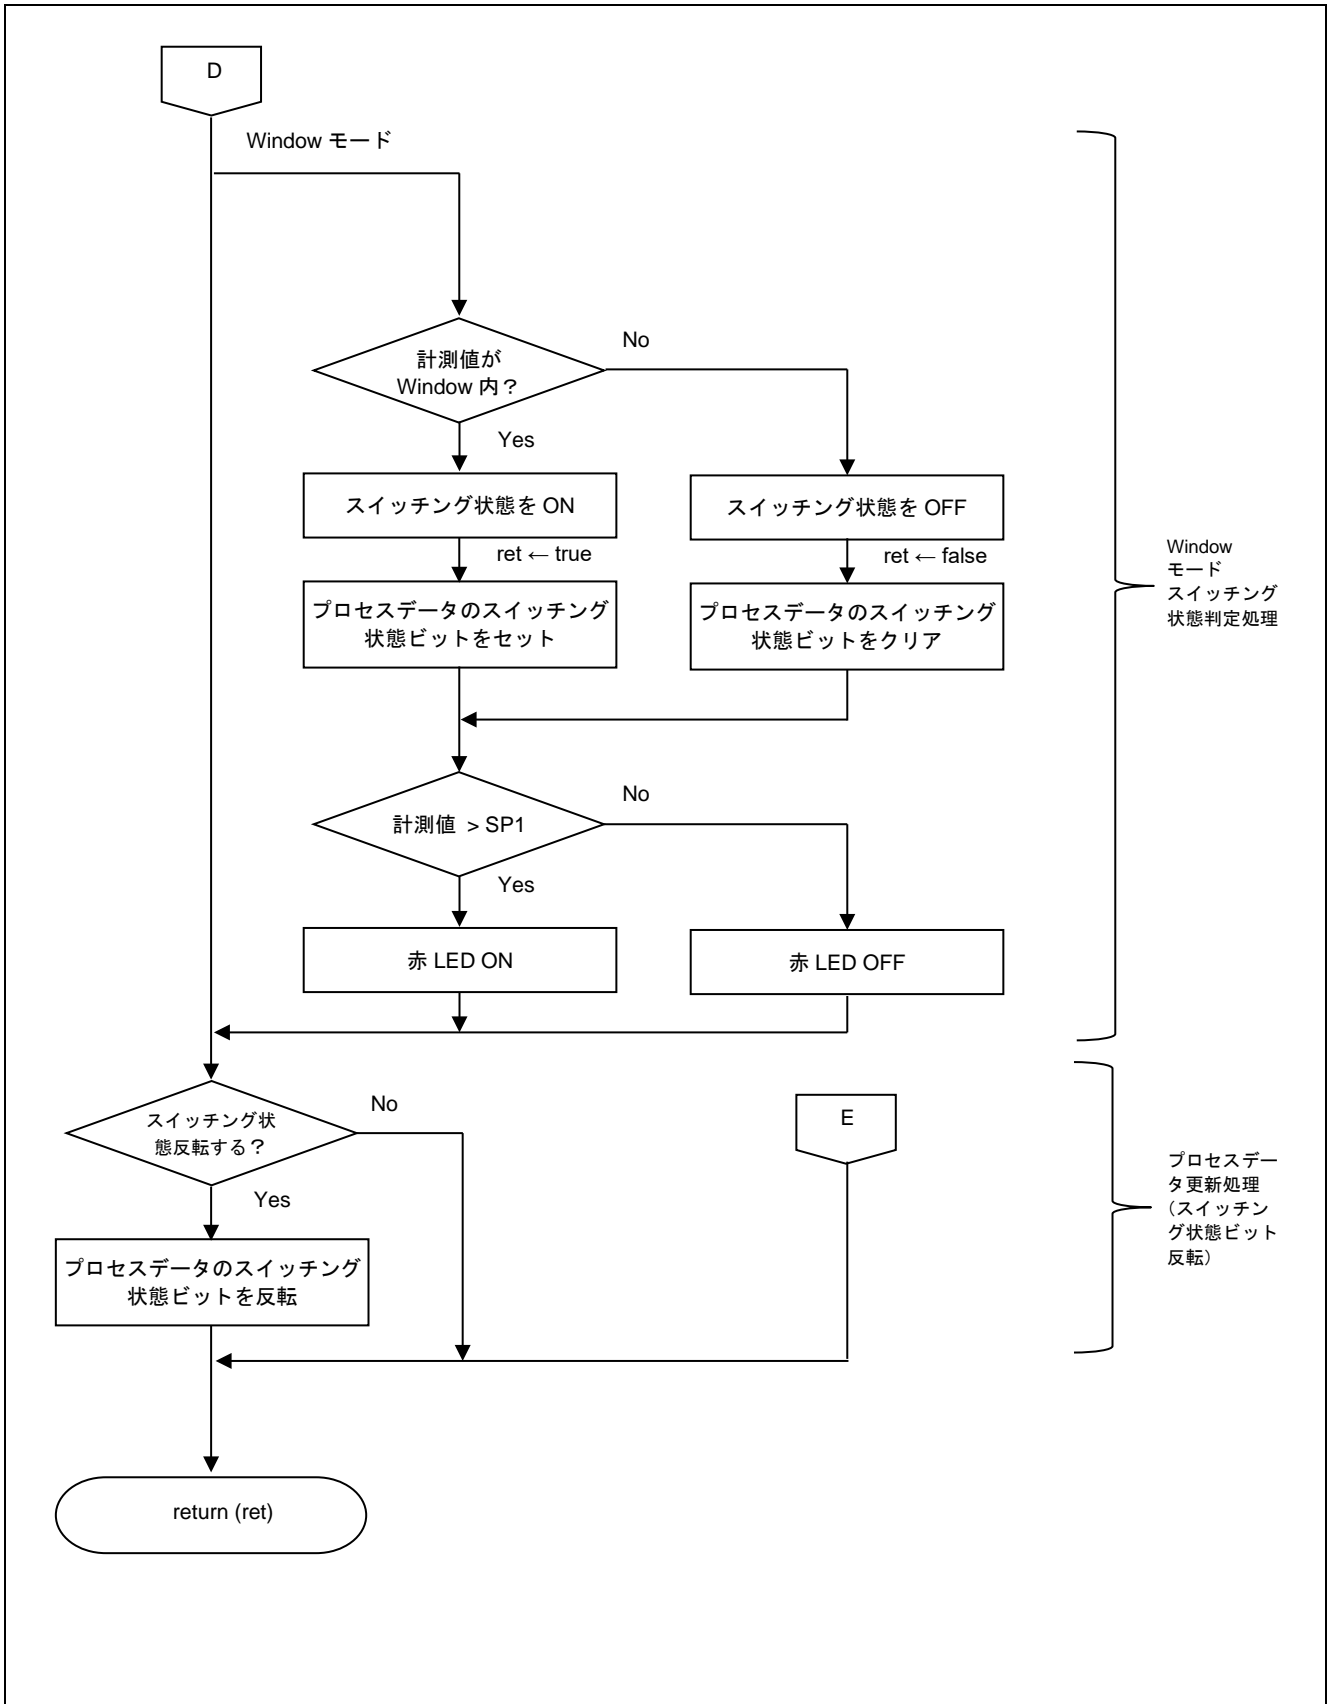 D
Window モード
計測値が
Window 内？
No
Yes
スイッチング状態を ON
スイッチング状態を OFF
ret ← true
ret ← false
プロセスデータのスイッチング
状態ビットをセット
プロセスデータのスイッチング
状態ビットをクリア
Window
モード
スイッチング
状態判定処理
計測値 > SP1
No
Yes
赤 LED ON
赤 LED OFF
スイッチング状
態反転する？
No
Yes
E
プロセスデー
タ更新処理
（スイッチン
グ状態ビット
反転）
プロセスデータのスイッチング
状態ビットを反転
return (ret)